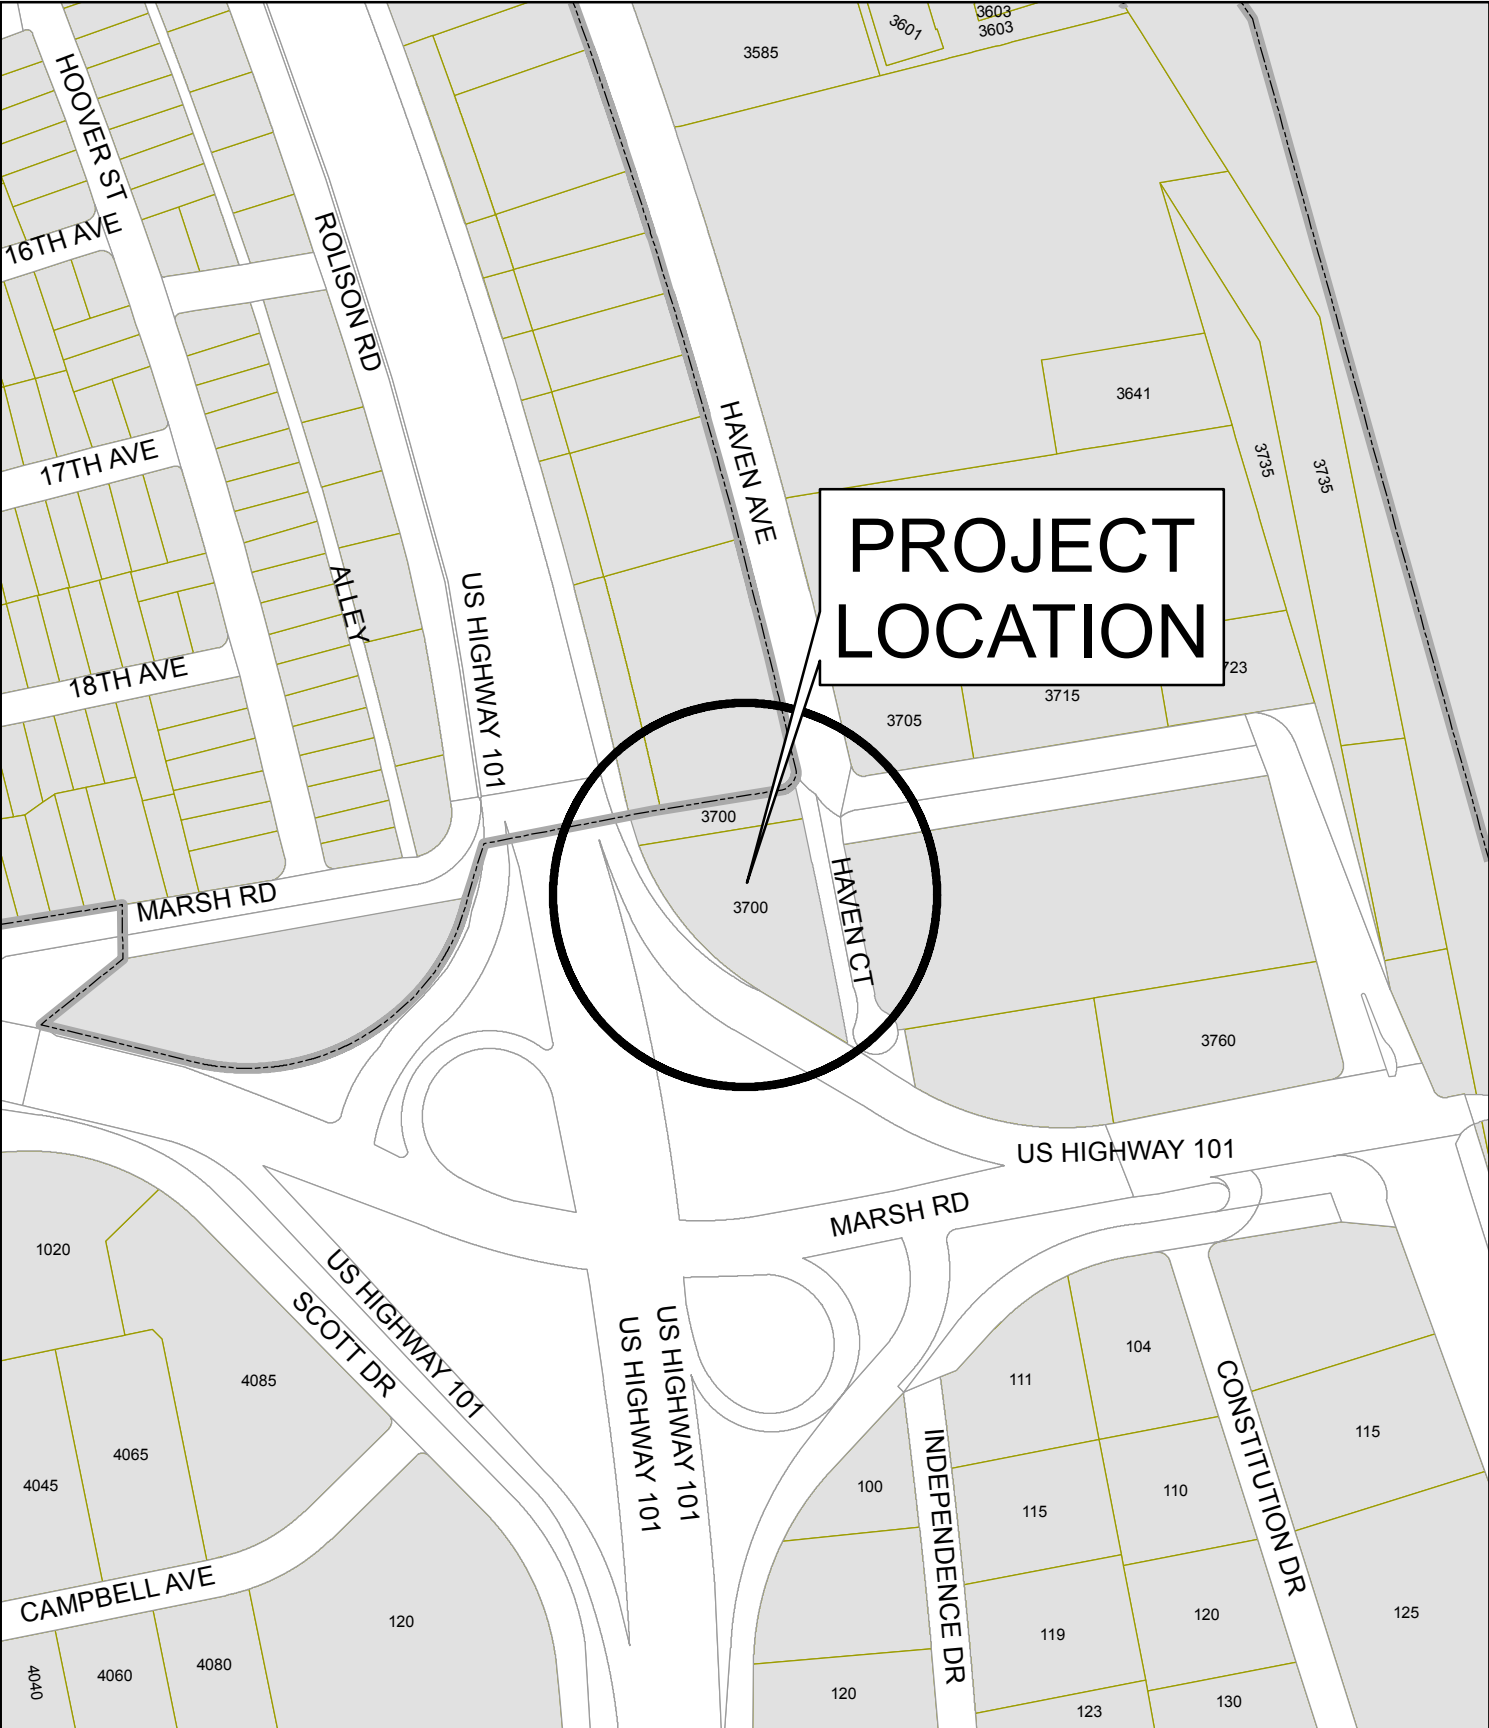 3603
3601
3603
3585
HOOVER ST
16TH AVE
ROLISON RD
3641
HAVEN AVE
17TH AVE
3735
3735
PROJECT
LOCATION
ALLEY
US HIGHWAY 101
18TH AVE
723
3715
3705
3700
MARSH RD
3700
HAVEN CT
3760
US HIGHWAY 101
MARSH RD
1020
US HIGHWAY 101
SCOTT DR
US HIGHWAY 101
US HIGHWAY 101
104
111
4085
CONSTITUTION DR
115
4065
4045
100
INDEPENDENCE DR
110
115
CAMPBELL AVE
120
125
120
119
4080
4060
4040
120
130
123